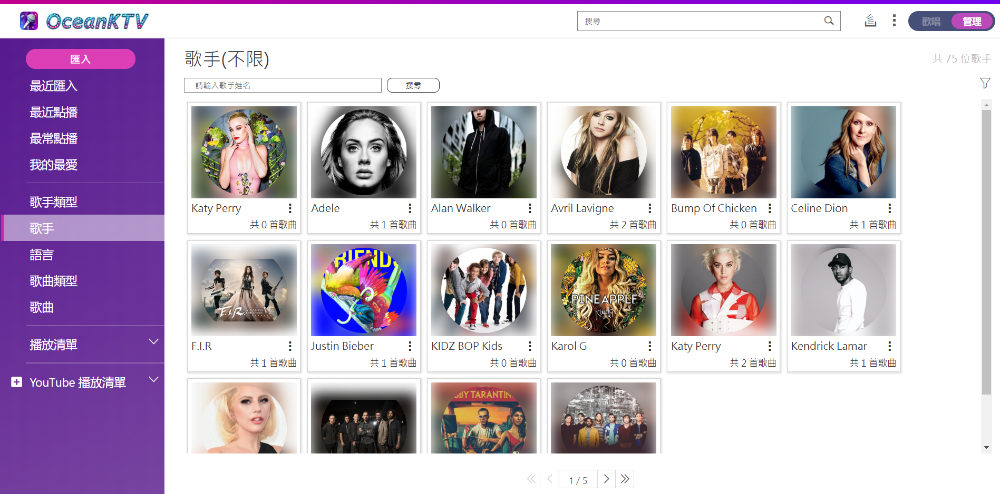 OceanKTV
搜尋
歡唱
管理
匯入
最近匯入
最近點播
最常點播
我的最愛
歌手類型
歌手
語言
歌曲類型
歌曲
播放清單
YouTube 播放清單
歌手(不限)
共 75 位歌手
請輸入歌手姓名
搜尋
Katy Perry
共 0 首歌曲
Adele
共 1 首歌曲
Alan Walker
共 0 首歌曲
Avril Lavigne
共 2 首歌曲
Bump Of Chicken
共 0 首歌曲
Celine Dion
共 1 首歌曲
F.I.R.
ATLANTIS
F.I.R
共 1 首歌曲
Justin Bieber
共 1 首歌曲
KIDZ BOP Kids
共 0 首歌曲
PINEAPPLE
Karol G
共 0 首歌曲
Katy Perry
共 2 首歌曲
Kendrick Lamar
共 1 首歌曲
BY TARANTIN
1 / 5